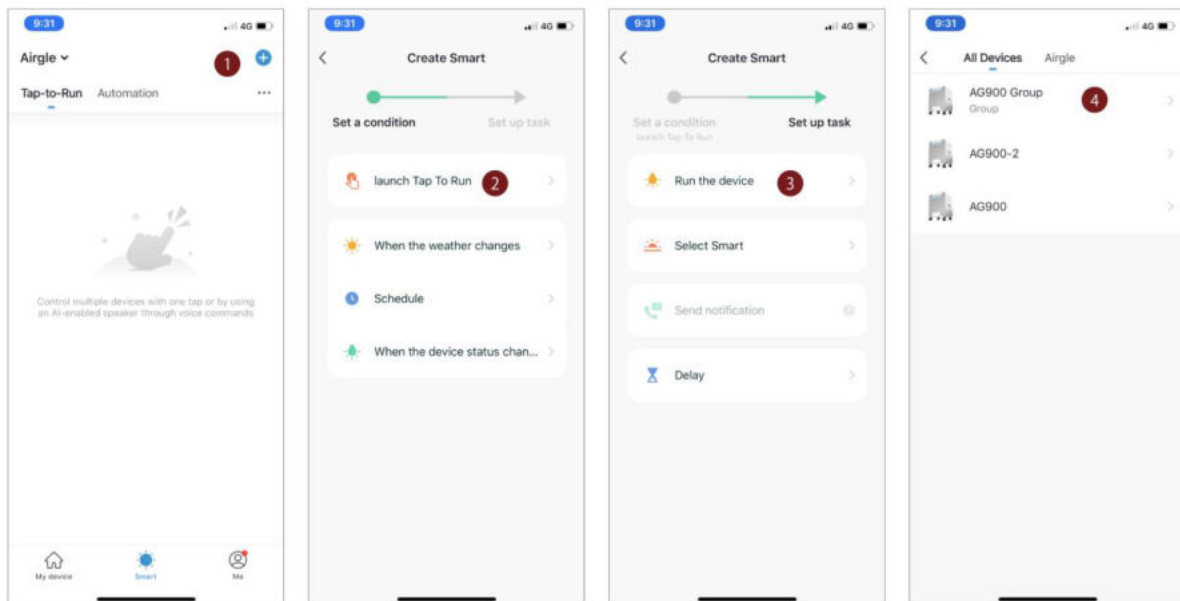 9:31
4G
Airgle
1
Tap-to-Run Automation
Control multiple devices with one tap or by using
an AI-enabled speaker through voice commands
My device Smart Me
9:31
4G
Create Smart
Set a condition Set up task
launch Tap To Run 2
When the weather changes
Schedule
When the device status chan...
9:31
4G
Create Smart
Set a condition Set up task
launch Tap To Run
Run the device 3
Select Smart
Send notification
Delay
9:31
4G
All Devices Airgle
AG900 Group 4
Group
AG900-2
AG900